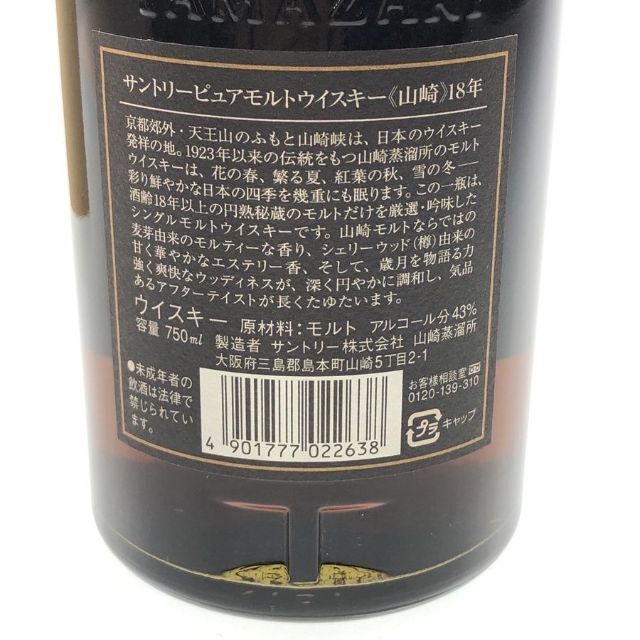 YAMAZAKI
サントリーピュアモルトウイスキー《山崎》18年
京都郊外・天王山のふもと山崎峡は、日本のウイスキー
発祥の地。1923年以来の伝統をもつ山崎蒸溜所のモルト
ウイスキーは、花の春、繁る夏、紅葉の秋、雪の冬──
彩り鮮やかな日本の四季を幾重にも眠ります。この一瓶は、
酒齢18年以上の円熟秘蔵のモルトだけを厳選・吟味した
シングルモルトウイスキーです。山崎モルトならではの
麦芽由来のモルティーな香り、シェリーウッド(樽)由来の
甘く華やかなエステリー香、そして、歳月を物語る力
強く爽快なウッディネスが、深く円やかに調和し、気品
あるアフターテイストが長くたゆたいます。
ウイスキー 原材料:モルト アルコール分43%
容量 750ml 製造者 サントリー株式会社 山崎蒸溜所
大阪府三島郡島本町山崎5丁目2-1
●未成年者の
飲酒は法律で
禁じられてい
ます。
4 901777 022638
お客様相談室
0120-139-310
プラ キャップ